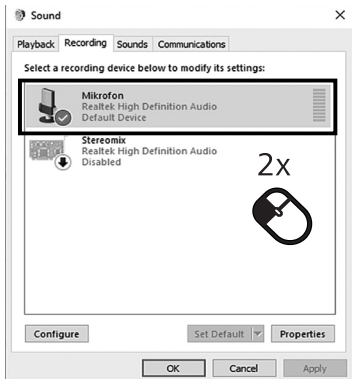 Sound
Playback Recording Sounds Communications
Select a recording device below to modify its settings:
Mikrofon
Realtek High Definition Audio
Default Device
Stereomix
Realtek High Definition Audio
Disabled
2x
Configure Set Default Properties
OK Cancel Apply